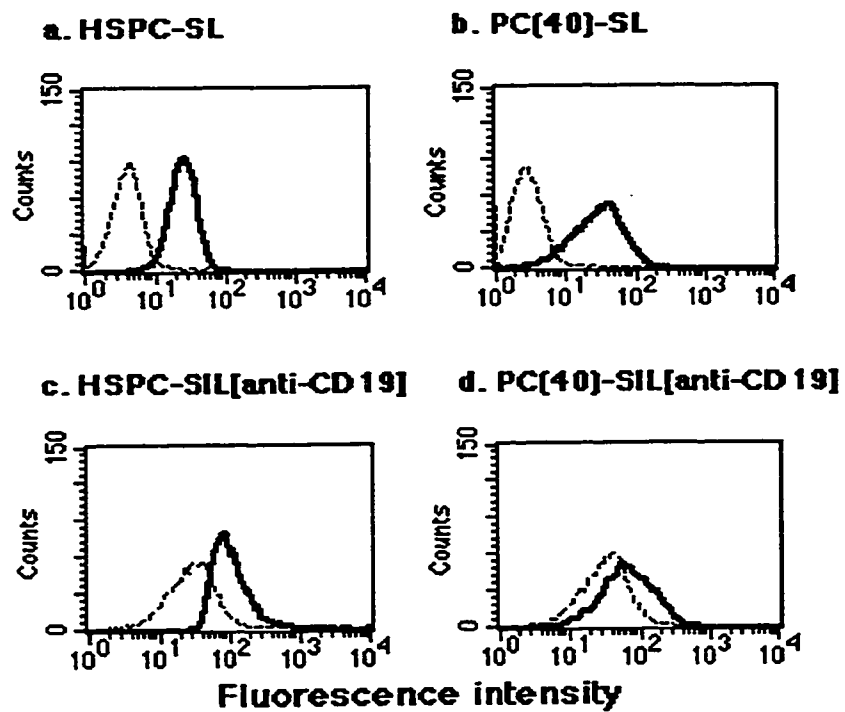 a. HSPC-SL
b. PC(40)-SL
150
Counts
0
10^0 10^1 10^2 10^3 10^4
150
Counts
0
10^0 10^1 10^2 10^3 10^4
c. HSPC-SIL[anti-CD19]
d. PC(40)-SIL[anti-CD19]
150
Counts
0
10^0 10^1 10^2 10^3 10^4
150
Counts
0
10^0 10^1 10^2 10^3 10^4
Fluorescence intensity